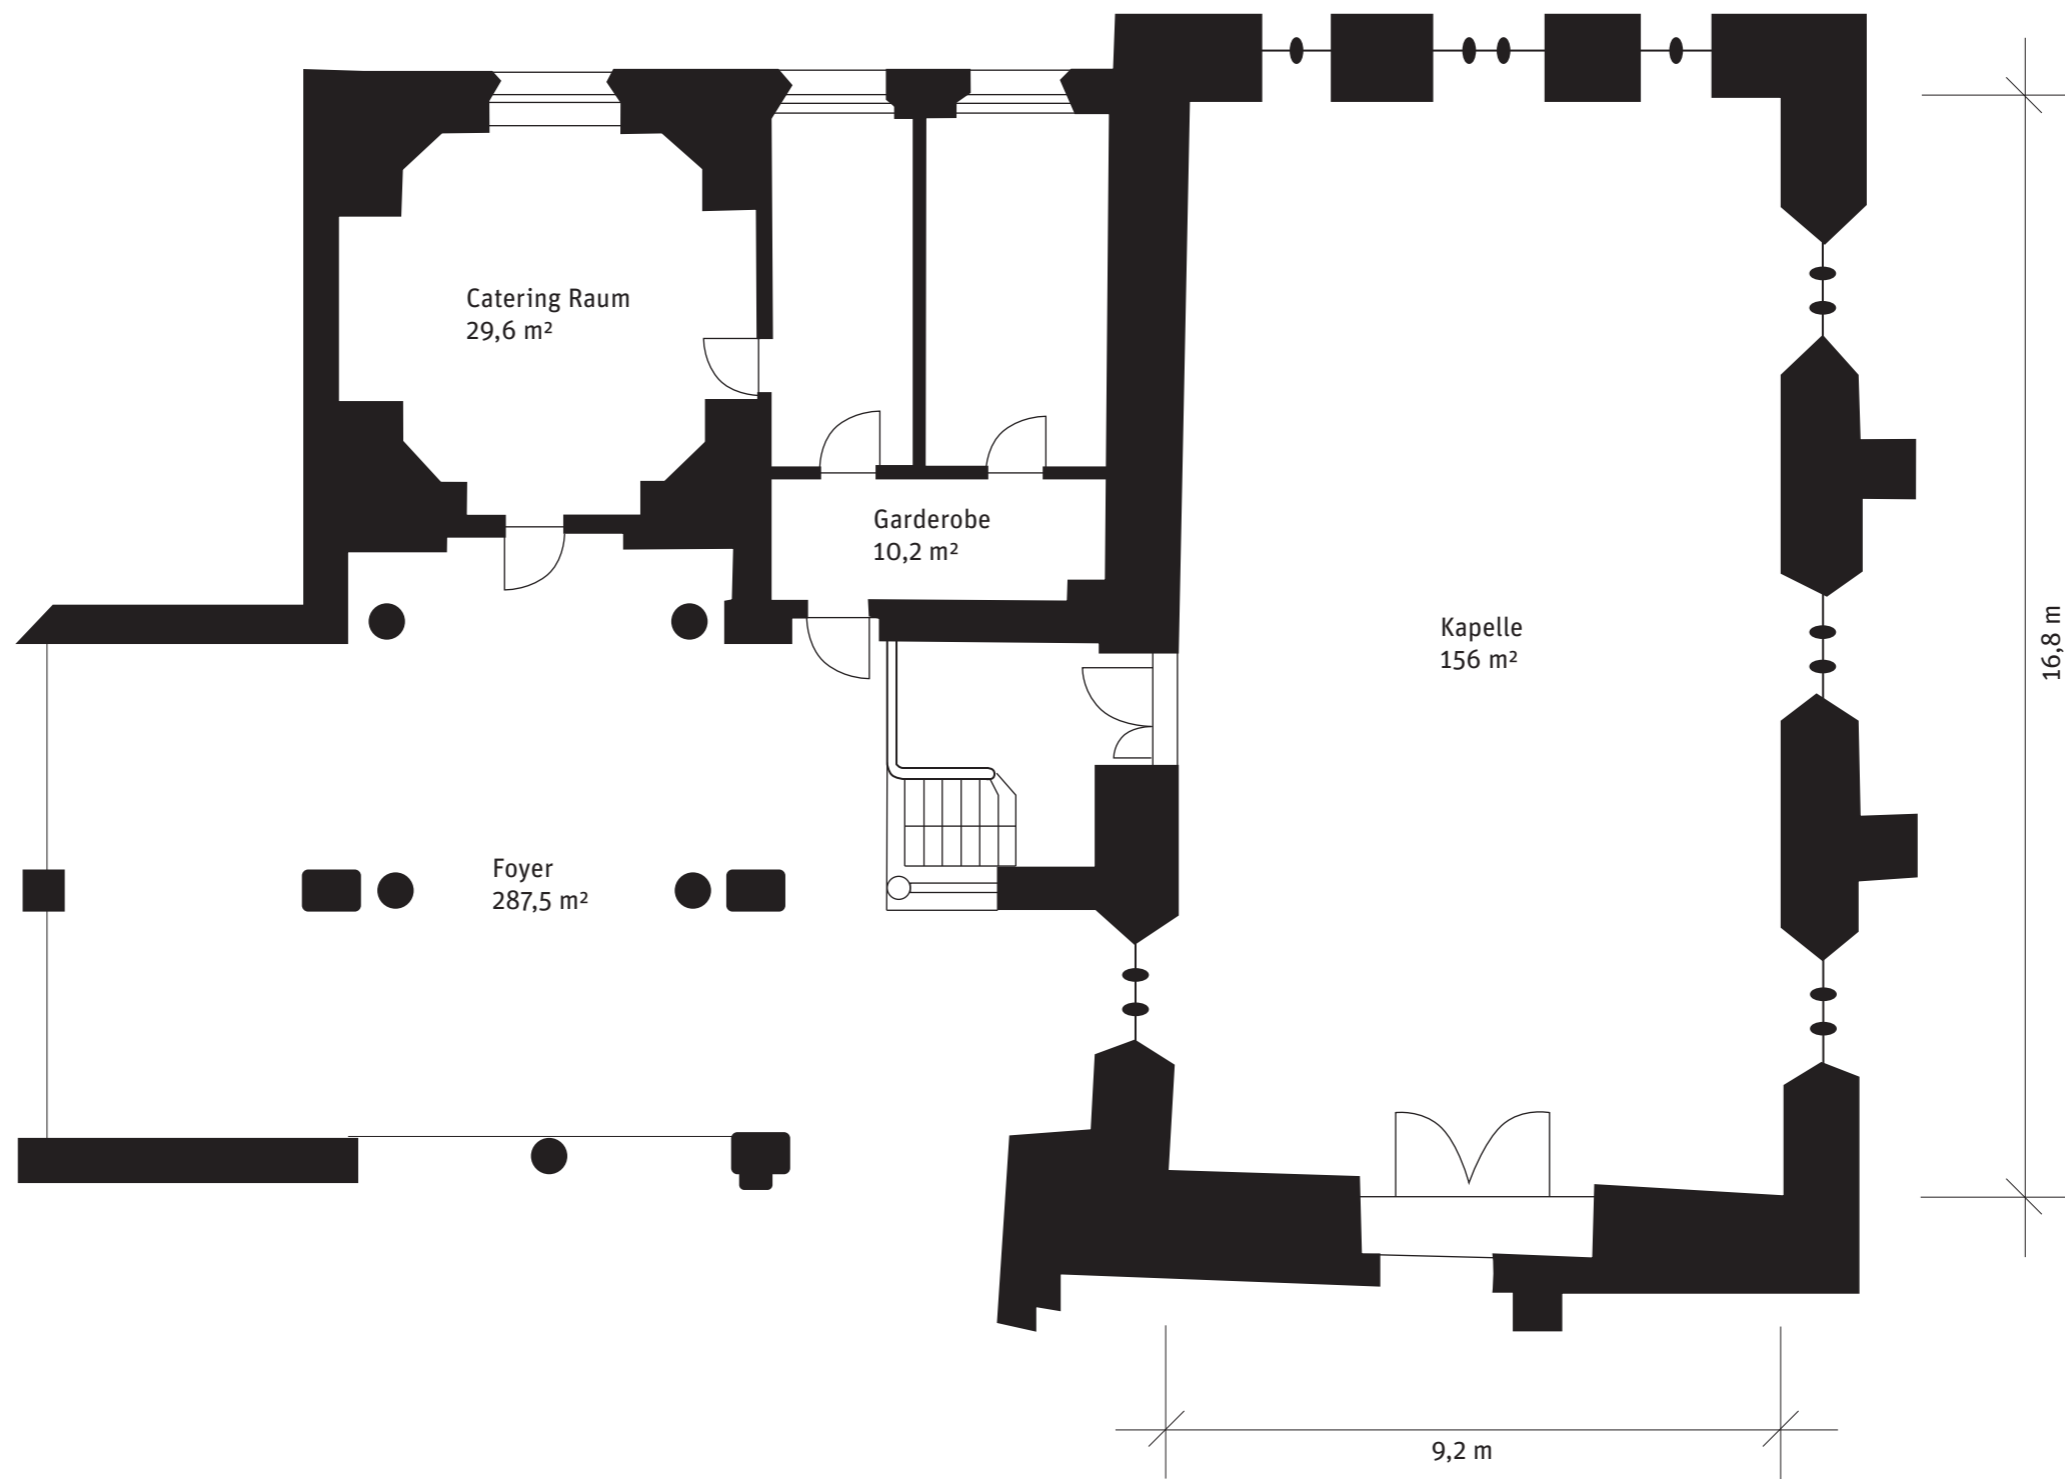 Catering Raum
29,6 m²
Garderobe
10,2 m²
Kapelle
156 m²
16,8 m
Foyer
287,5 m²
9,2 m